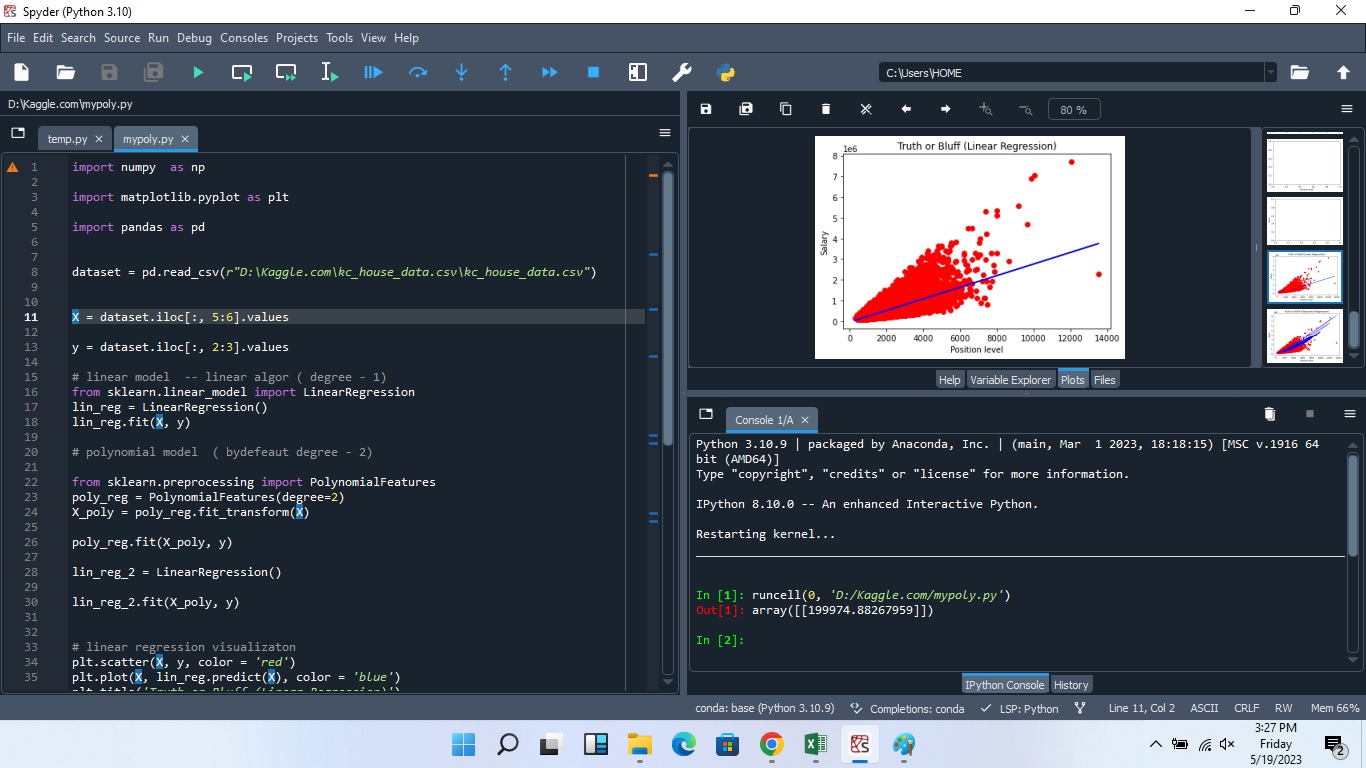 Spyder (Python 3.10)
File Edit Search Source Run Debug Consoles Projects Tools View Help
C:\Users\HOME
D:\Kaggle.com\mypoly.py
temp.py
mypoly.py
1 import numpy  as np
2
3 import matplotlib.pyplot as plt
4
5 import pandas as pd
6
7
8 dataset = pd.read_csv(r"D:\Kaggle.com\kc_house_data.csv\kc_house_data.csv")
9
10
11 X = dataset.iloc[:, 5:6].values
12
13 y = dataset.iloc[:, 2:3].values
14
15 # linear model  -- linear algor ( degree - 1)
16 from sklearn.linear_model import LinearRegression
17 lin_reg = LinearRegression()
18 lin_reg.fit(X, y)
19
20 # polynomial model  ( bydefeaut degree - 2)
21
22 from sklearn.preprocessing import PolynomialFeatures
23 poly_reg = PolynomialFeatures(degree=2)
24 X_poly = poly_reg.fit_transform(X)
25
26 poly_reg.fit(X_poly, y)
27
28 lin_reg_2 = LinearRegression()
29
30 lin_reg_2.fit(X_poly, y)
31
32
33 # linear regression visualizaton
34 plt.scatter(X, y, color = 'red')
35 plt.plot(X, lin_reg.predict(X), color = 'blue')
plt.title('Truth or Bluff (Linear Regression)')
80 %
1e6
Truth or Bluff (Linear Regression)
8
7
6
5
4
3
2
1
0
Salary
0 2000 4000 6000 8000 10000 12000 14000
Position level
Help Variable Explorer Plots Files
Console 1/A
Python 3.10.9 | packaged by Anaconda, Inc. | (main, Mar  1 2023, 18:18:15) [MSC v.1916 64
bit (AMD64)]
Type "copyright", "credits" or "license" for more information.
IPython 8.10.0 -- An enhanced Interactive Python.
Restarting kernel...
In [1]: runcell(0, 'D:/Kaggle.com/mypoly.py')
Out[1]: array([[199974.88267959]])
In [2]:
IPython Console History
conda: base (Python 3.10.9) Completions: conda LSP: Python Line 11, Col 2 ASCII CRLF RW Mem 66%
3:27 PM
Friday
5/19/2023
2